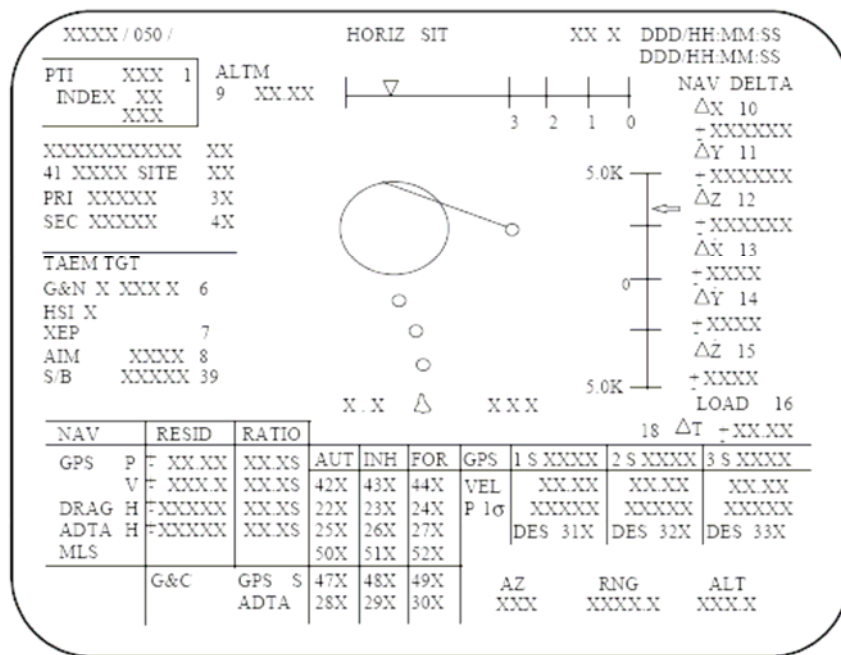 XXXX / 050 / HORIZ SIT XX X DDD/HH:MM:SS
DDD/HH:MM:SS
PTI XXX 1 ALTM NAV DELTA
INDEX XX 9 XX.XX ΔX 10
XXX 3 2 1 0 ±XXXXXX
XXXXXXXXXX XX ΔY 11
41 XXXX SITE XX 5.0K ±XXXXXX
PRI XXXXX 3X ΔZ 12
SEC XXXXX 4X ±XXXXXX
ΔẊ 13
TAEM TGT ±XXXX
G&N X XXX X 6 0 ΔẎ 14
HSI X
XEP 7 ±XXXX
AIM XXXX 8 ΔŻ 15
S/B XXXXX 39 5.0K ±XXXX
X.X XXX LOAD 16
NAV RESID RATIO 18 ΔT ±XX.XX
GPS P ∓ XX.XX XX.XS AUT INH FOR GPS 1 S XXXX 2 S XXXX 3 S XXXX
V ∓ XXX.X XX.XS 42X 43X 44X VEL XX.XX XX.XX XX.XX
DRAG H ∓XXXXX XX.XS 22X 23X 24X P 1σ XXXXX XXXXX XXXXX
ADTA H ∓XXXXX XX.XS 25X 26X 27X DES 31X DES 32X DES 33X
MLS 50X 51X 52X
G&C GPS S 47X 48X 49X AZ RNG ALT
ADTA 28X 29X 30X XXX XXXX.X XXX.X